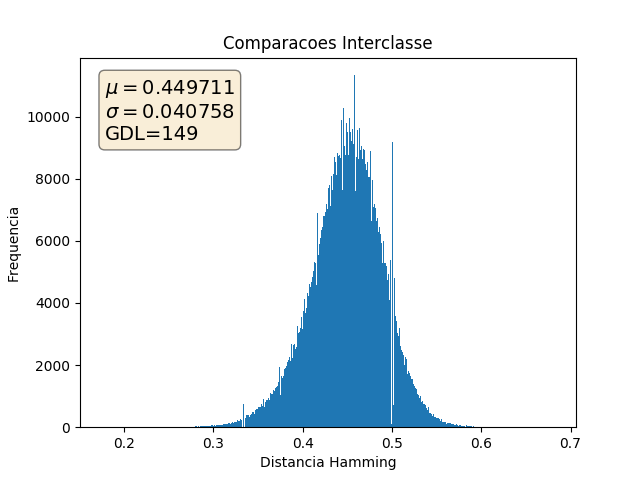 Comparacoes Interclasse
μ = 0.449711
σ = 0.040758
GDL=149
Frequencia
10000
8000
6000
4000
2000
0
0.2 0.3 0.4 0.5 0.6 0.7
Distancia Hamming